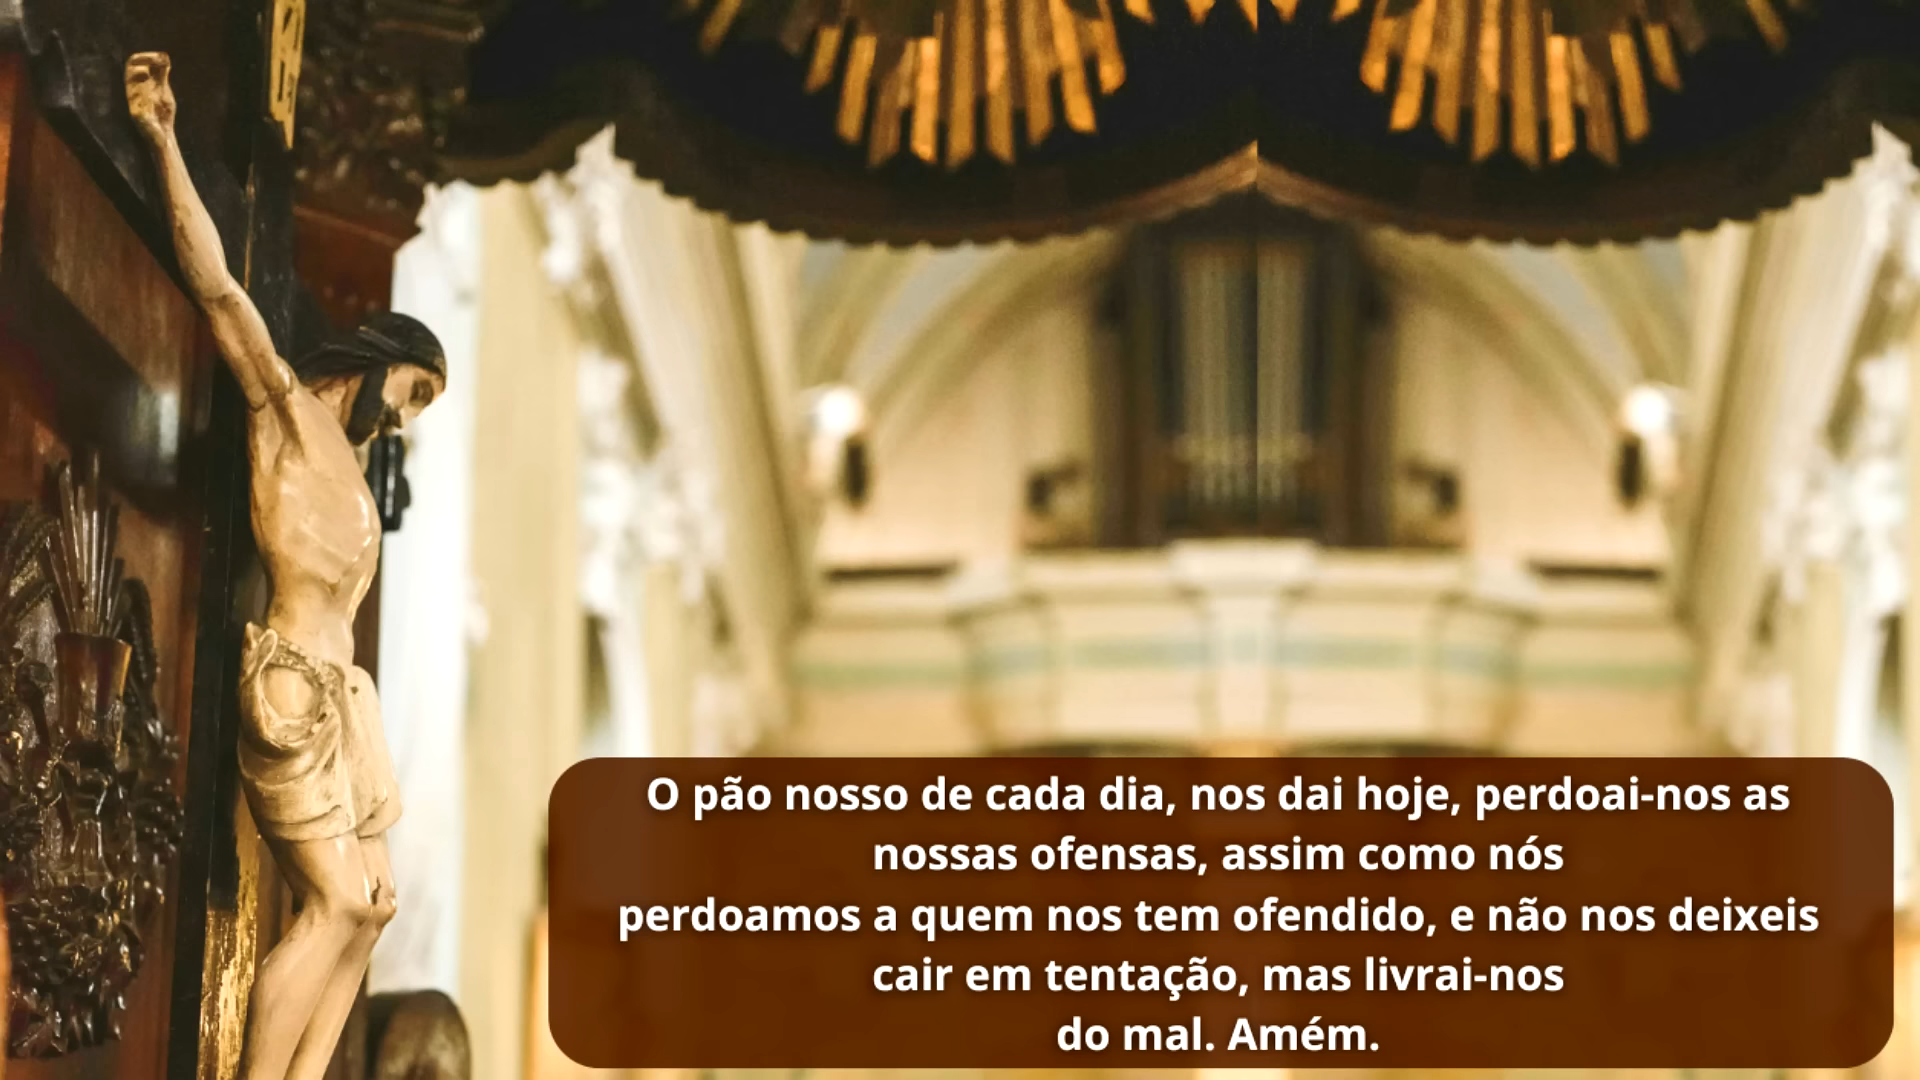 O pão nosso de cada dia, nos dai hoje, perdoai-nos as
nossas ofensas, assim como nós
perdoamos a quem nos tem ofendido, e não nos deixeis
cair em tentação, mas livrai-nos
do mal. Amém.